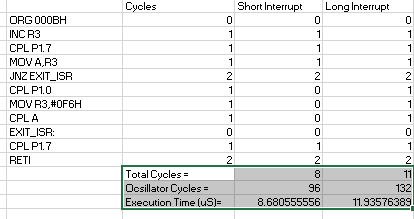 Cycles Short Interrupt Long Interrupt
ORG 000BH 0 0 0
INC R3 1 1 1
CPL P1.7 1 1 1
MOV A,R3 1 1 1
JNZ EXIT_ISR 2 2 2
CPL P1.0 1 0 1
MOV R3,#0F6H 1 0 1
CPL A 1 0 1
EXIT_ISR: 0 0 0
CPL P1.7 1 1 1
RETI 2 2 2
Total Cycles = 8 11
Ocsillator Cycles = 96 132
Execution Time (uS)= 8.680555556 11.93576389